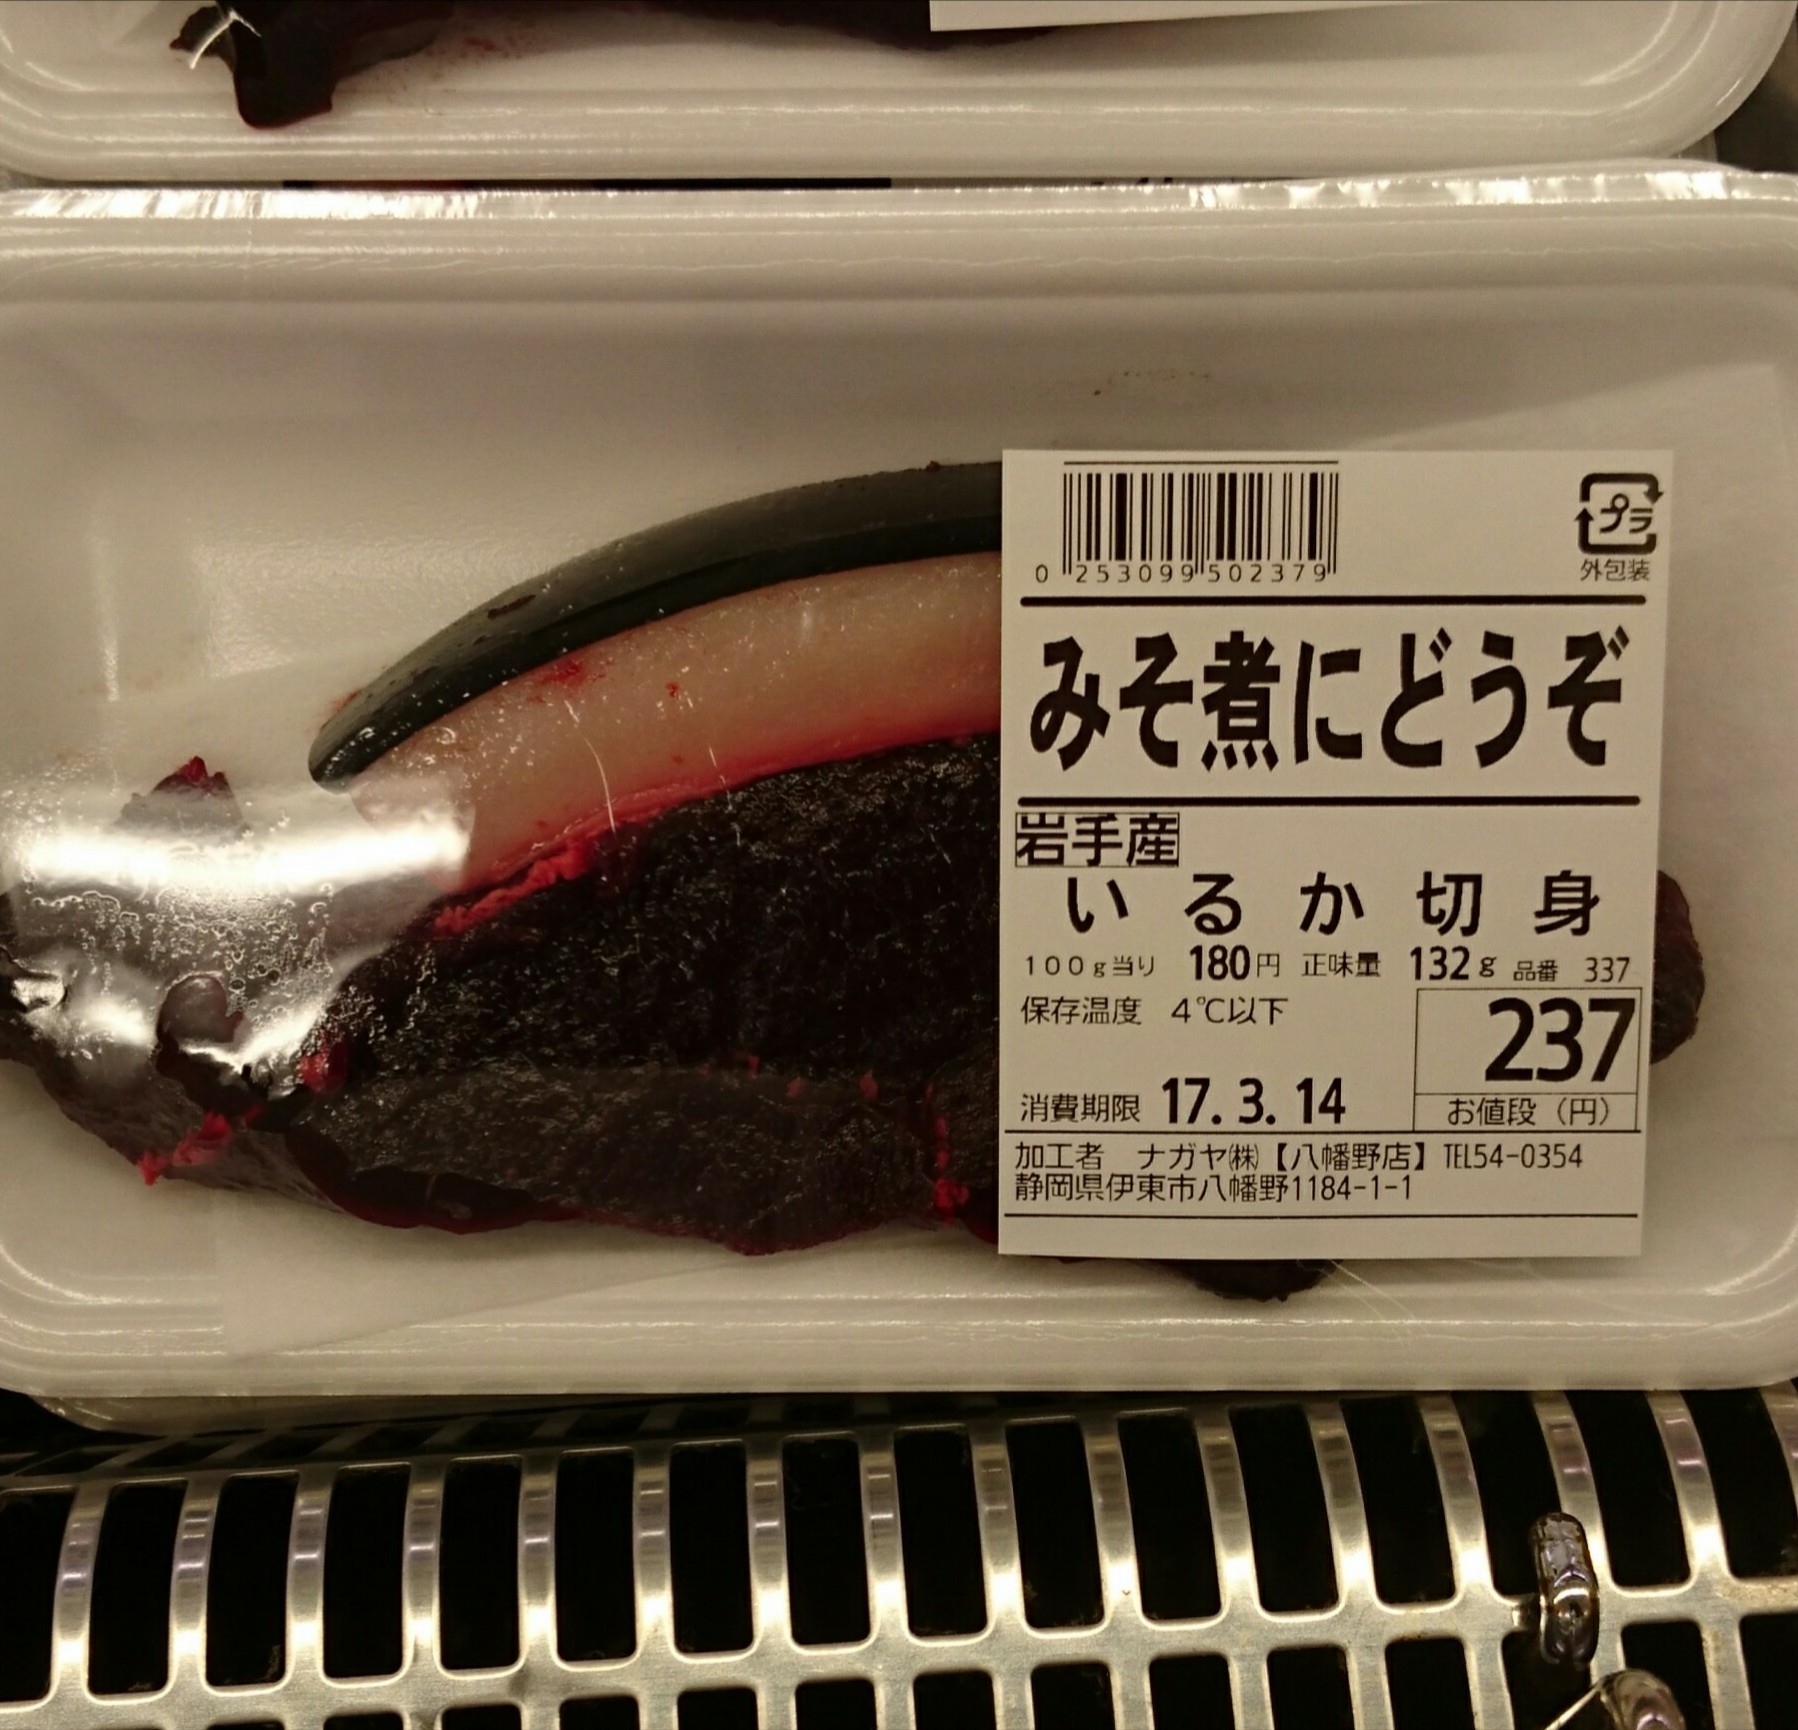 0 253099 502379
プラ
外包装
みそ煮にどうぞ
岩手産
いるか切身
100g当り 180円 正味量 132g 品番 337
保存温度 4℃以下
237
消費期限 17.3.14
お値段（円）
加工者 ナガヤ㈱【八幡野店】TEL54-0354
静岡県伊東市八幡野1184-1-1